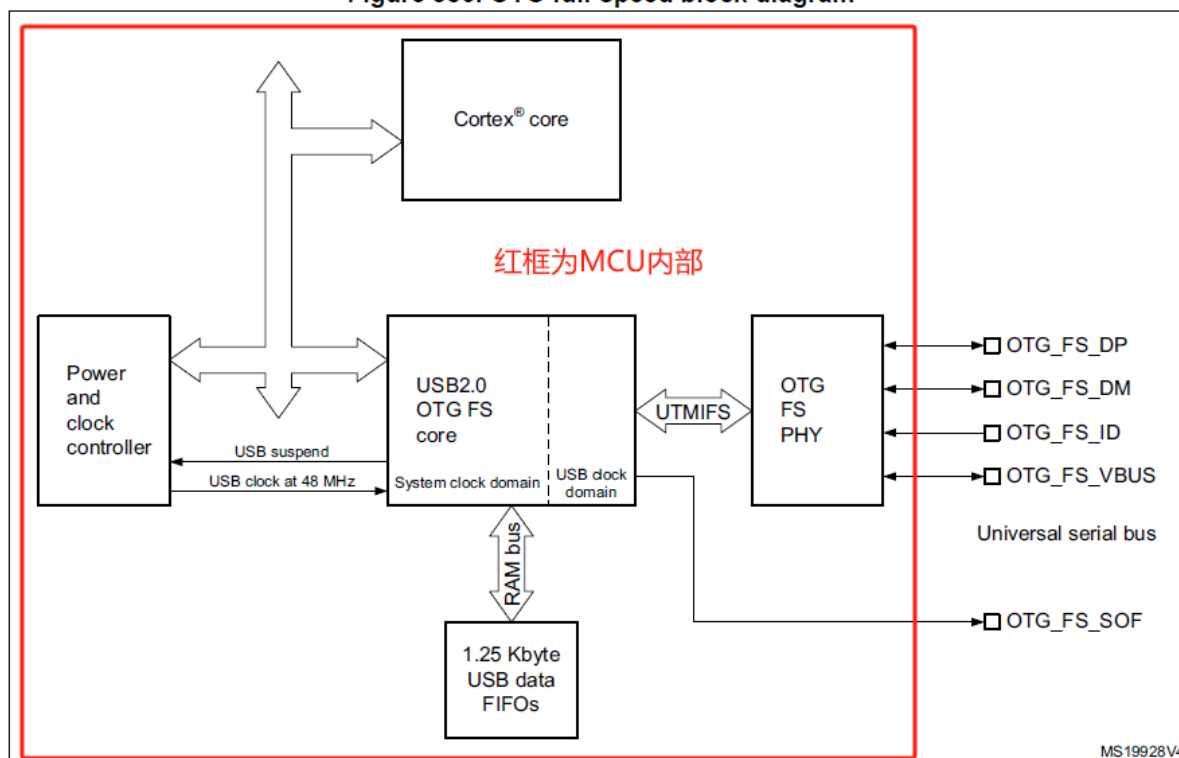 Cortex® core
红框为MCU内部
Power
and
clock
controller
USB2.0
OTG FS
core
System clock domain
USB clock
domain
USB suspend
USB clock at 48 MHz
UTMIFS
OTG
FS
PHY
OTG_FS_DP
OTG_FS_DM
OTG_FS_ID
OTG_FS_VBUS
Universal serial bus
OTG_FS_SOF
RAM bus
1.25 Kbyte
USB data
FIFOs
MS19928V4